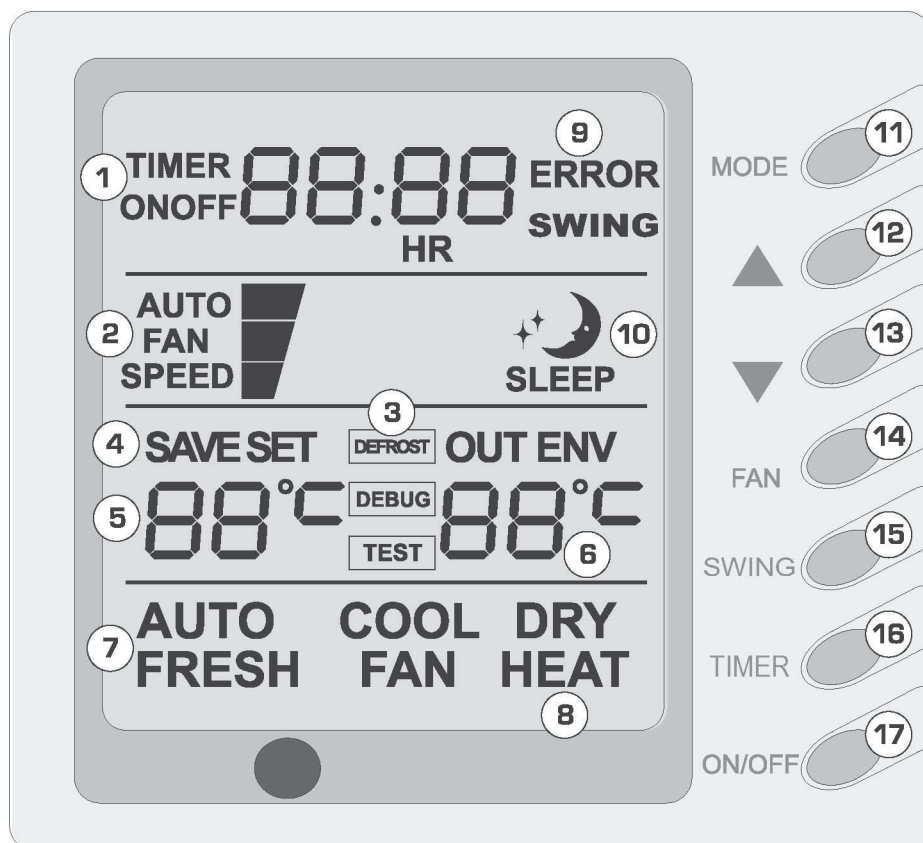 9 11
1 TIMER 88:88 ERROR MODE
ONOFF SWING
HR 12
AUTO
2 FAN 10 13
SPEED SLEEP
3 14
4 SAVE SET DEFROST OUT ENV FAN
5 88°C DEBUG 88°C 15
TEST 6 SWING
AUTO COOL DRY 16
7 FRESH FAN HEAT TIMER
8 17
ON/OFF